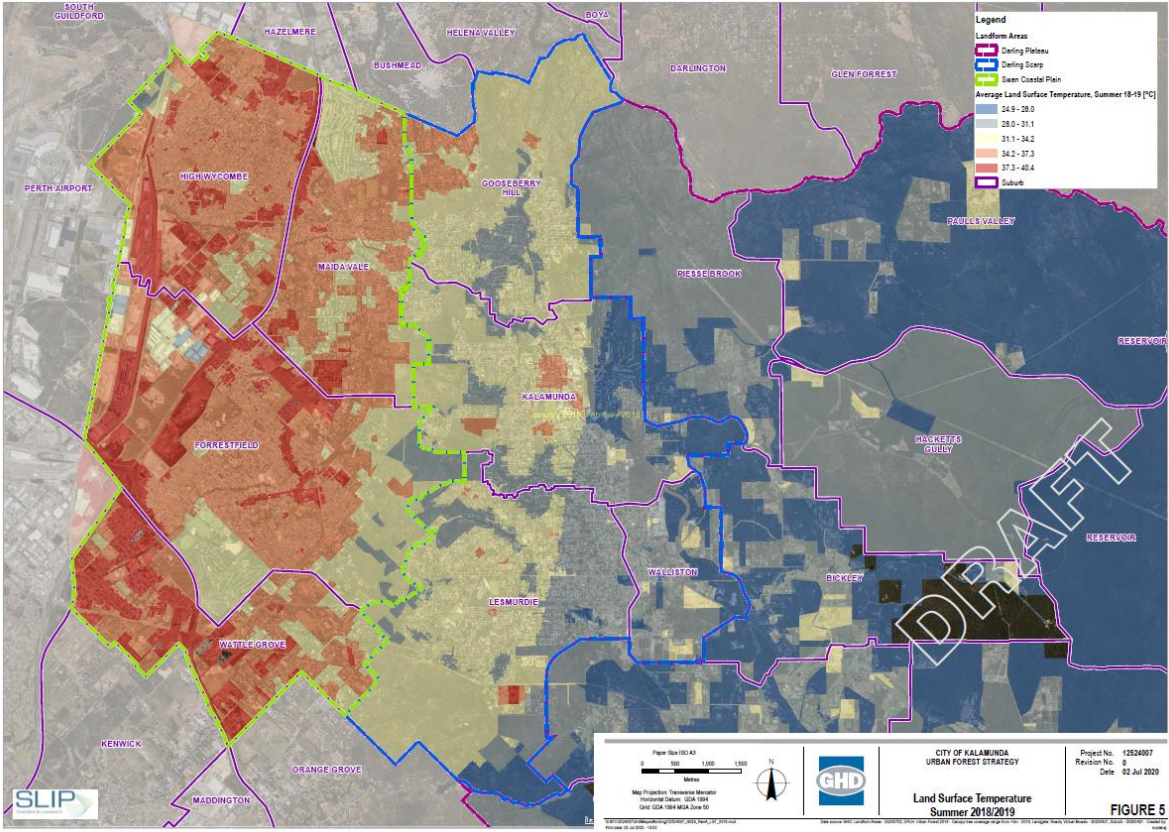 SOUTH
GUILDFORD
HAZELMERE
HELENA VALLEY
BOYA
BUSHMEAD
DARLINGTON
GLEN FORREST
PERTH AIRPORT
HIGH WYCOMBE
GOOSEBERRY
HILL
MAIDA VALE
PIESSE BROOK
PAULLS VALLEY
RESERVOIR
KALAMUNDA
FORRESTFIELD
HACKETTS
GULLY
RESERVOIR
WALLISTON
BICKLEY
LESMURDIE
WATTLE GROVE
KENWICK
ORANGE GROVE
MADDINGTON
DRAFT
Legend
Landform Areas
Darling Plateau
Darling Scarp
Swan Coastal Plain
Average Land Surface Temperature, Summer 18-19 [°C]
24.9 - 28.0
28.0 - 31.1
31.1 - 34.2
34.2 - 37.3
37.3 - 40.4
Suburb
SLIP
Paper Size ISO A3
0 500 1,000 1,500
Metres
Map Projection: Transverse Mercator
Horizontal Datum: GDA 1994
Grid: GDA 1994 MGA Zone 50
N
GHD
CITY OF KALAMUNDA
URBAN FOREST STRATEGY
Land Surface Temperature
Summer 2018/2019
Project No. 12524007
Revision No. 0
Date 02 Jul 2020
FIGURE 5